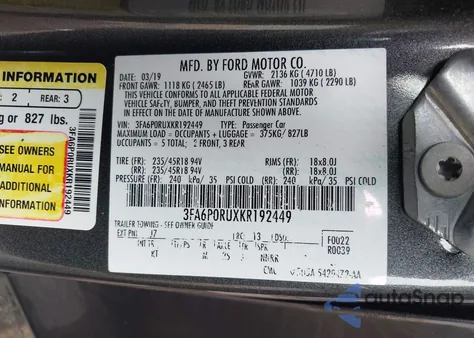 INFORMATION
2 REAR: 3
g or 827 lbs.
SEE OWNERS
MANUAL FOR
ADDITIONAL
INFORMATION
3FA6P0RUXKR192449
MFD. BY FORD MOTOR CO.
DATE: 03/19 GVWR: 2136 KG ( 4710 LB)
FRONT GAWR: 1118 KG ( 2465 LB) REAR GAWR: 1039 KG ( 2290 LB)
THIS VEHICLE CONFORMS TO ALL APPLICABLE FEDERAL MOTOR
VEHICLE SAFETY, BUMPER, AND THEFT PREVENTION STANDARDS
IN EFFECT ON THE DATE OF MANUFACTURE SHOWN ABOVE.
VIN: 3FA6P0RUXKR192449 TYPE: Passenger Car
MAXIMUM LOAD = OCCUPANTS + LUGGAGE = 375KG/ 827LB
OCCUPANTS = 5 TOTAL: 2 FRONT, 3 REAR
TIRE (FR): 235/45R18 94V RIM (FR): 18x8.0J
RR: 235/45R18 94V RR: 18x8.0J
PRESSURE (FR): 240 kPa/ 35 PSI COLD RR: 240 kPa/ 35 PSI COLD
3FA6P0RUXKR192449
TRAILER TOWING - SEE OWNER GUIDE
EXT PNT: J7
F0022
R0039
autoSnap